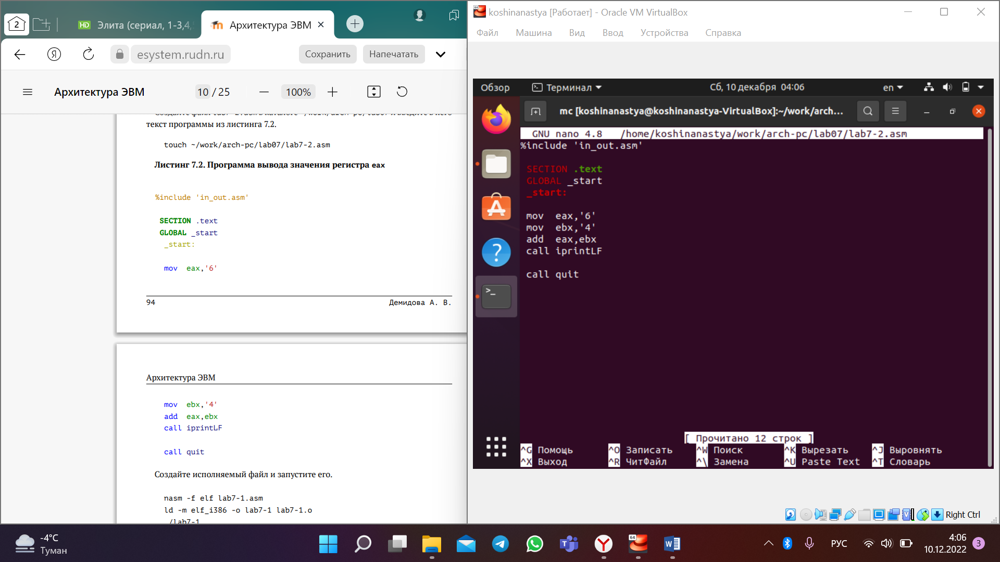 2
HD Элита (сериал, 1-3,4,
Архитектура ЭВМ
esystem.rudn.ru
Сохранить
Напечатать
Архитектура ЭВМ
10 / 25
100%
текст программы из листинга 7.2.
touch ~/work/arch-pc/lab07/lab7-2.asm
Листинг 7.2. Программа вывода значения регистра eax
%include 'in_out.asm'
SECTION .text
GLOBAL _start
_start:
mov eax,'6'
94 Демидова А. В.
Архитектура ЭВМ
mov ebx,'4'
add eax,ebx
call iprintLF
call quit
Создайте исполняемый файл и запустите его.
nasm -f elf lab7-1.asm
ld -m elf_i386 -o lab7-1 lab7-1.o
./lab7-1
koshinanastya [Работает] - Oracle VM VirtualBox
Файл Машина Вид Ввод Устройства Справка
Обзор Терминал Сб, 10 декабря 04:06 en
mc [koshinanastya@koshinanastya-VirtualBox]:~/work/arch...
GNU nano 4.8 /home/koshinanastya/work/arch-pc/lab07/lab7-2.asm
%include 'in_out.asm'
SECTION .text
GLOBAL _start
_start:
mov eax,'6'
mov ebx,'4'
add eax,ebx
call iprintLF
call quit
[ Прочитано 12 строк ]
^G Помощь ^O Записать ^W Поиск ^K Вырезать ^J Выровнять
^X Выход ^R ЧитФайл ^\ Замена ^U Paste Text ^T Словарь
Right Ctrl
-4°C
Туман
64
РУС
4:06
10.12.2022
3